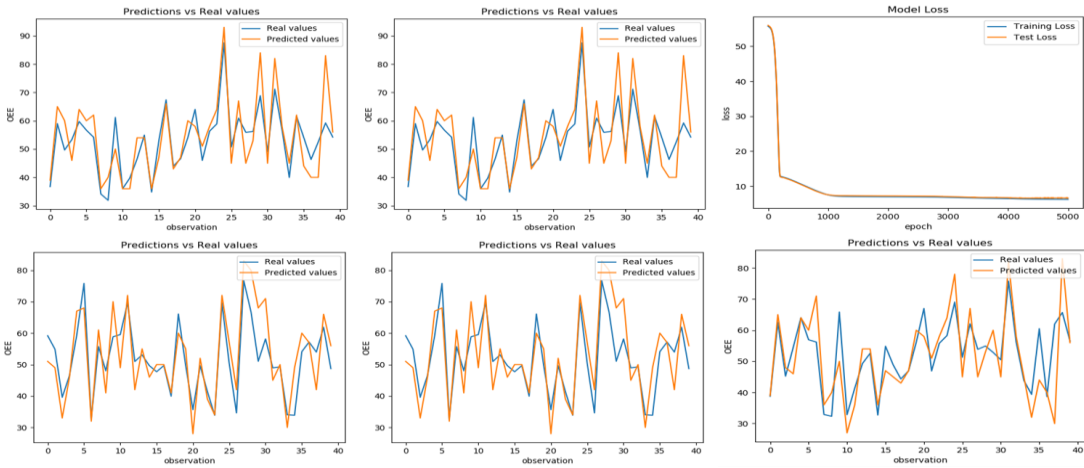 Predictions vs Real values
Real values
Predicted values
OEE
90
80
70
60
50
40
30
0 5 10 15 20 25 30 35 40
observation
Predictions vs Real values
Real values
Predicted values
OEE
90
80
70
60
50
40
30
0 5 10 15 20 25 30 35 40
observation
Model Loss
Training Loss
Test Loss
loss
50
40
30
20
10
0 1000 2000 3000 4000 5000
epoch
Predictions vs Real values
Real values
Predicted values
OEE
80
70
60
50
40
30
0 5 10 15 20 25 30 35 40
observation
Predictions vs Real values
Real values
Predicted values
OEE
80
70
60
50
40
30
0 5 10 15 20 25 30 35 40
observation
Predictions vs Real values
Real values
Predicted values
OEE
80
70
60
50
40
30
0 5 10 15 20 25 30 35 40
observation